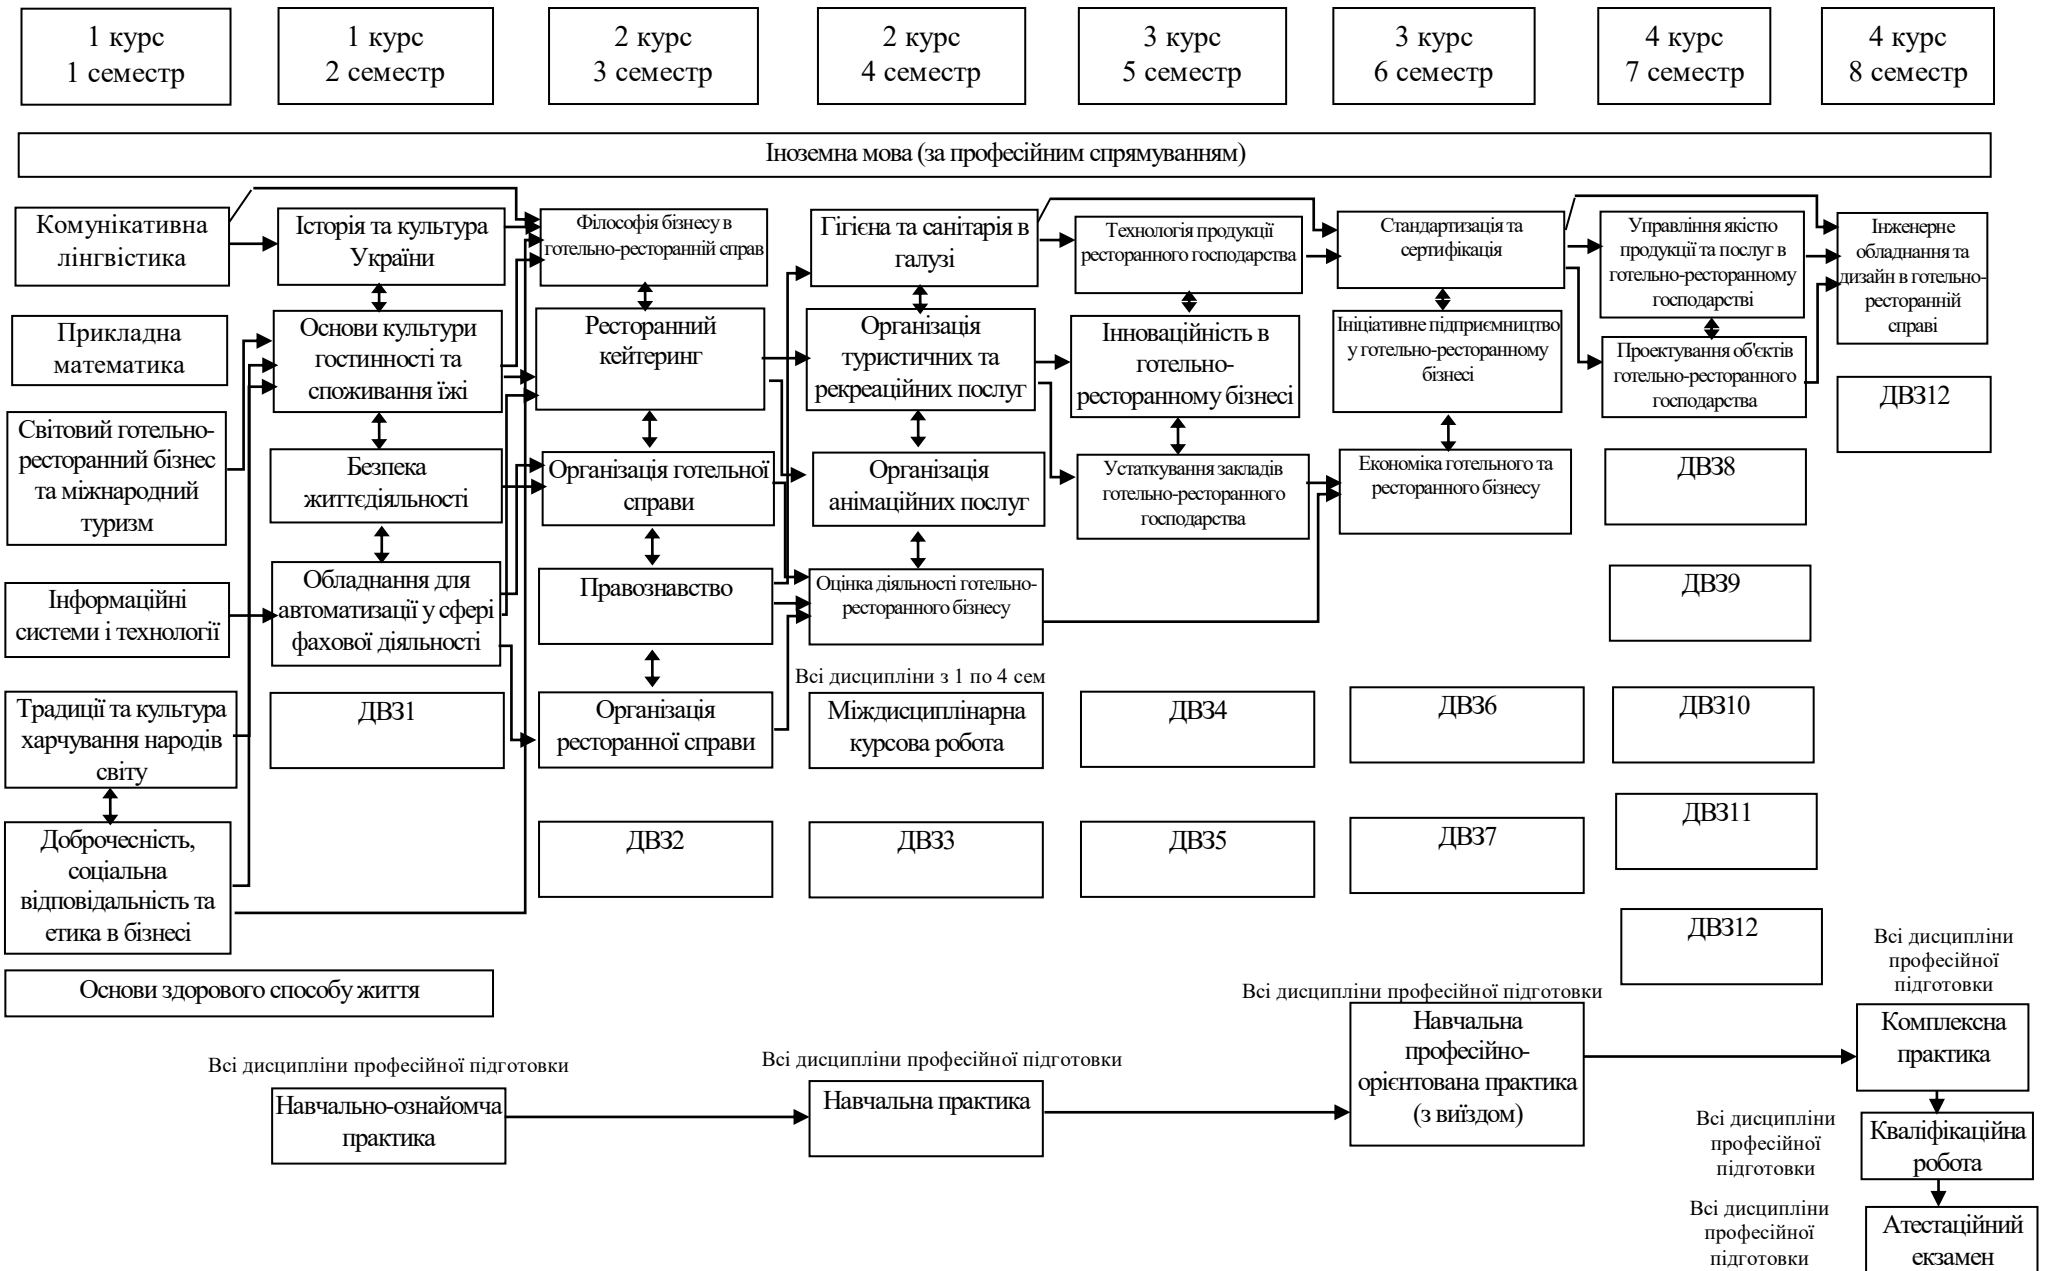 1 курс
1 семестр
1 курс
2 семестр
2 курс
3 семестр
2 курс
4 семестр
3 курс
5 семестр
3 курс
6 семестр
4 курс
7 семестр
4 курс
8 семестр
Іноземна мова (за професійним спрямуванням)
Комунікативна
лінгвістика
Прикладна
математика
Світовий готельно-
ресторанний бізнес
та міжнародний
туризм
Інформаційні
системи і технології
Традиції та культура
харчування народів
світу
Доброчесність,
соціальна
відповідальність та
етика в бізнесі
Основи здорового способу життя
Історія та культура
України
Основи культури
гостинності та
споживання їжі
Безпека
життєдіяльності
Обладнання для
автоматизації у сфері
фахової діяльності
ДВЗ1
Філософія бізнесу в
готельно-ресторанній справ
Ресторанний
кейтеринг
Організація готельної
справи
Правознавство
Організація
ресторанної справи
ДВЗ2
Гігієна та санітарія в
галузі
Організація
туристичних та
рекреаційних послуг
Організація
анімаційних послуг
Оцінка діяльності готельно-
ресторанного бізнесу
Всі дисципліни з 1 по 4 сем
Міждисциплінарна
курсова робота
ДВЗ3
Технологія продукції
ресторанного господарства
Інноваційність в
готельно-
ресторанному бізнесі
Устаткування закладів
готельно-ресторанного
господарства
ДВЗ4
ДВЗ5
Стандартизація та
сертифікація
Ініціативне підприємництво
у готельно-ресторанному
бізнесі
Економіка готельного та
ресторанного бізнесу
ДВЗ6
ДВЗ7
Управління якістю
продукції та послуг в
готельно-ресторанному
господарстві
Проектування об'єктів
готельно-ресторанного
господарства
ДВЗ8
ДВЗ9
ДВЗ10
ДВЗ11
ДВЗ12
Інженерне
обладнання та
дизайн в готельно-
ресторанній
справі
ДВЗ12
Всі дисципліни професійної підготовки
Навчально-ознайомча
практика
Всі дисципліни професійної підготовки
Навчальна практика
Всі дисципліни професійної підготовки
Навчальна
професійно-
орієнтована практика
(з виїздом)
Всі дисципліни
професійної
підготовки
Комплексна
практика
Всі дисципліни
професійної
підготовки
Кваліфікаційна
робота
Всі дисципліни
професійної
підготовки
Атестаційний
екзамен